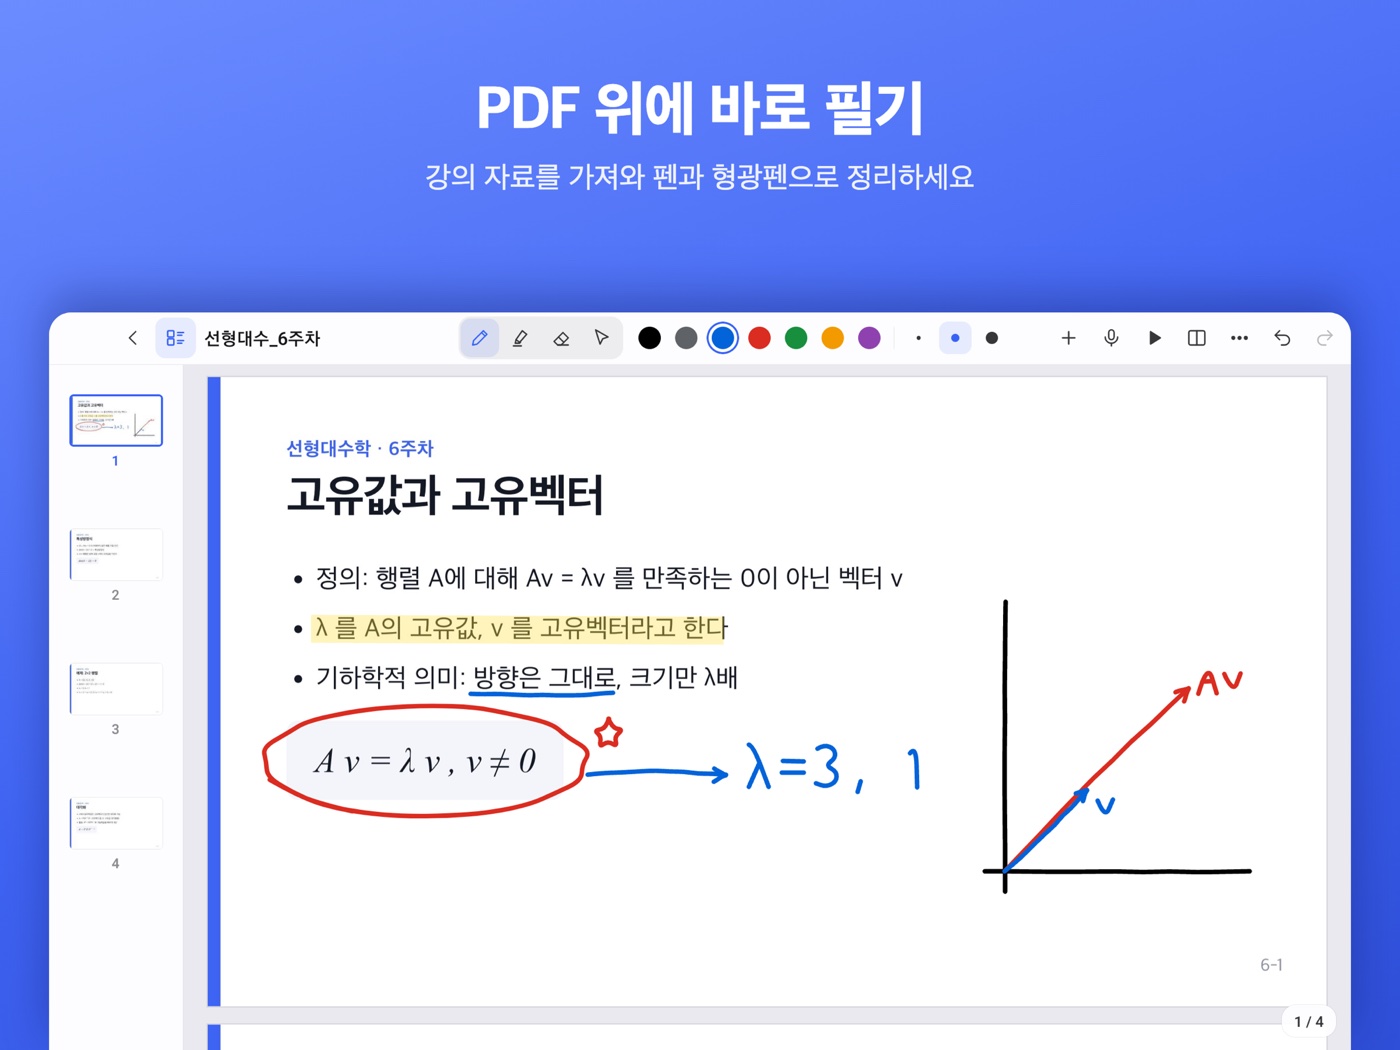 PDF 위에 바로 필기
강의 자료를 가져와 펜과 형광펜으로 정리하세요
선형대수_6주차
1
2
3
4
선형대수학 · 6주차
고유값과 고유벡터
• 정의: 행렬 A에 대해 Av = λv 를 만족하는 0이 아닌 벡터 v
• λ 를 A의 고유값, v 를 고유벡터라고 한다
• 기하학적 의미: 방향은 그대로, 크기만 λ배
A v = λ v , v ≠ 0
λ=3, 1
AV
v
6-1
1 / 4